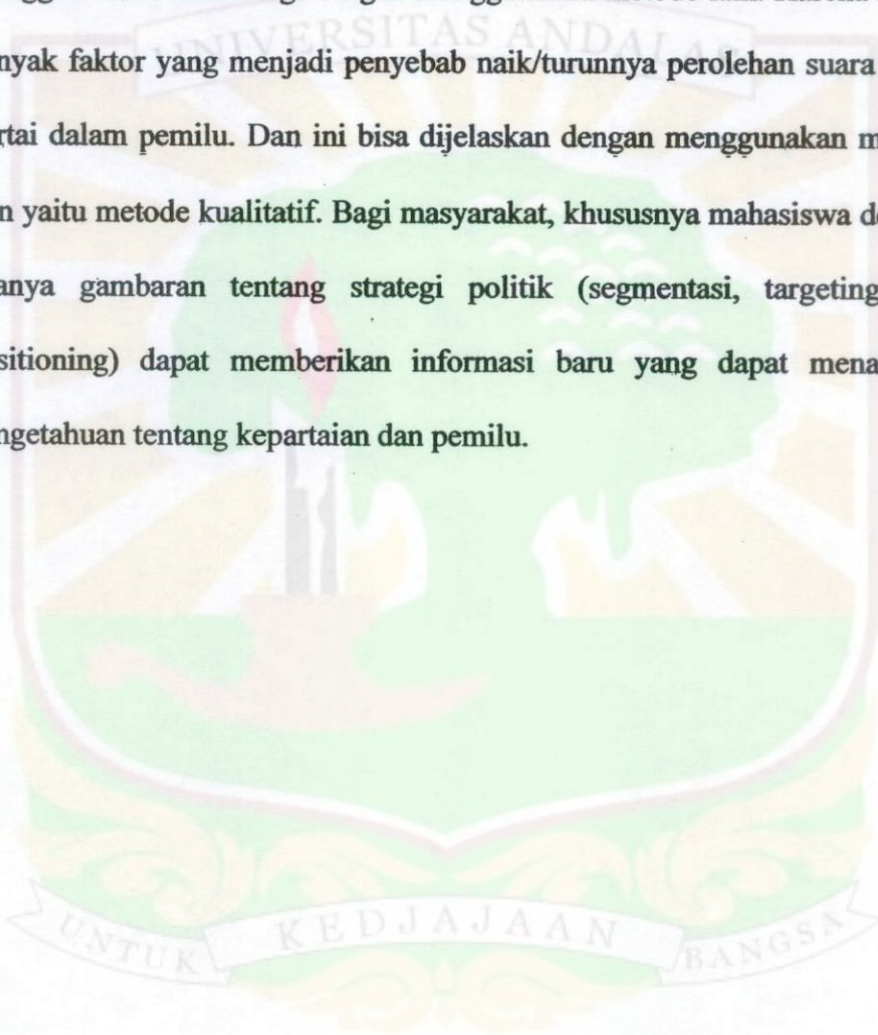 UNIVERSITAS ANDALAS
nyak faktor yang menjadi penyebab naik/turunnya perolehan suara
rtai dalam pemilu. Dan ini bisa dijelaskan dengan menggunakan m
n yaitu metode kualitatif. Bagi masyarakat, khususnya mahasiswa d
anya gambaran tentang strategi politik (segmentasi, targeting
sitioning) dapat memberikan informasi baru yang dapat mena
ngetahuan tentang kepartaian dan pemilu.
UNTUK KEDJAJAAN BANGSA